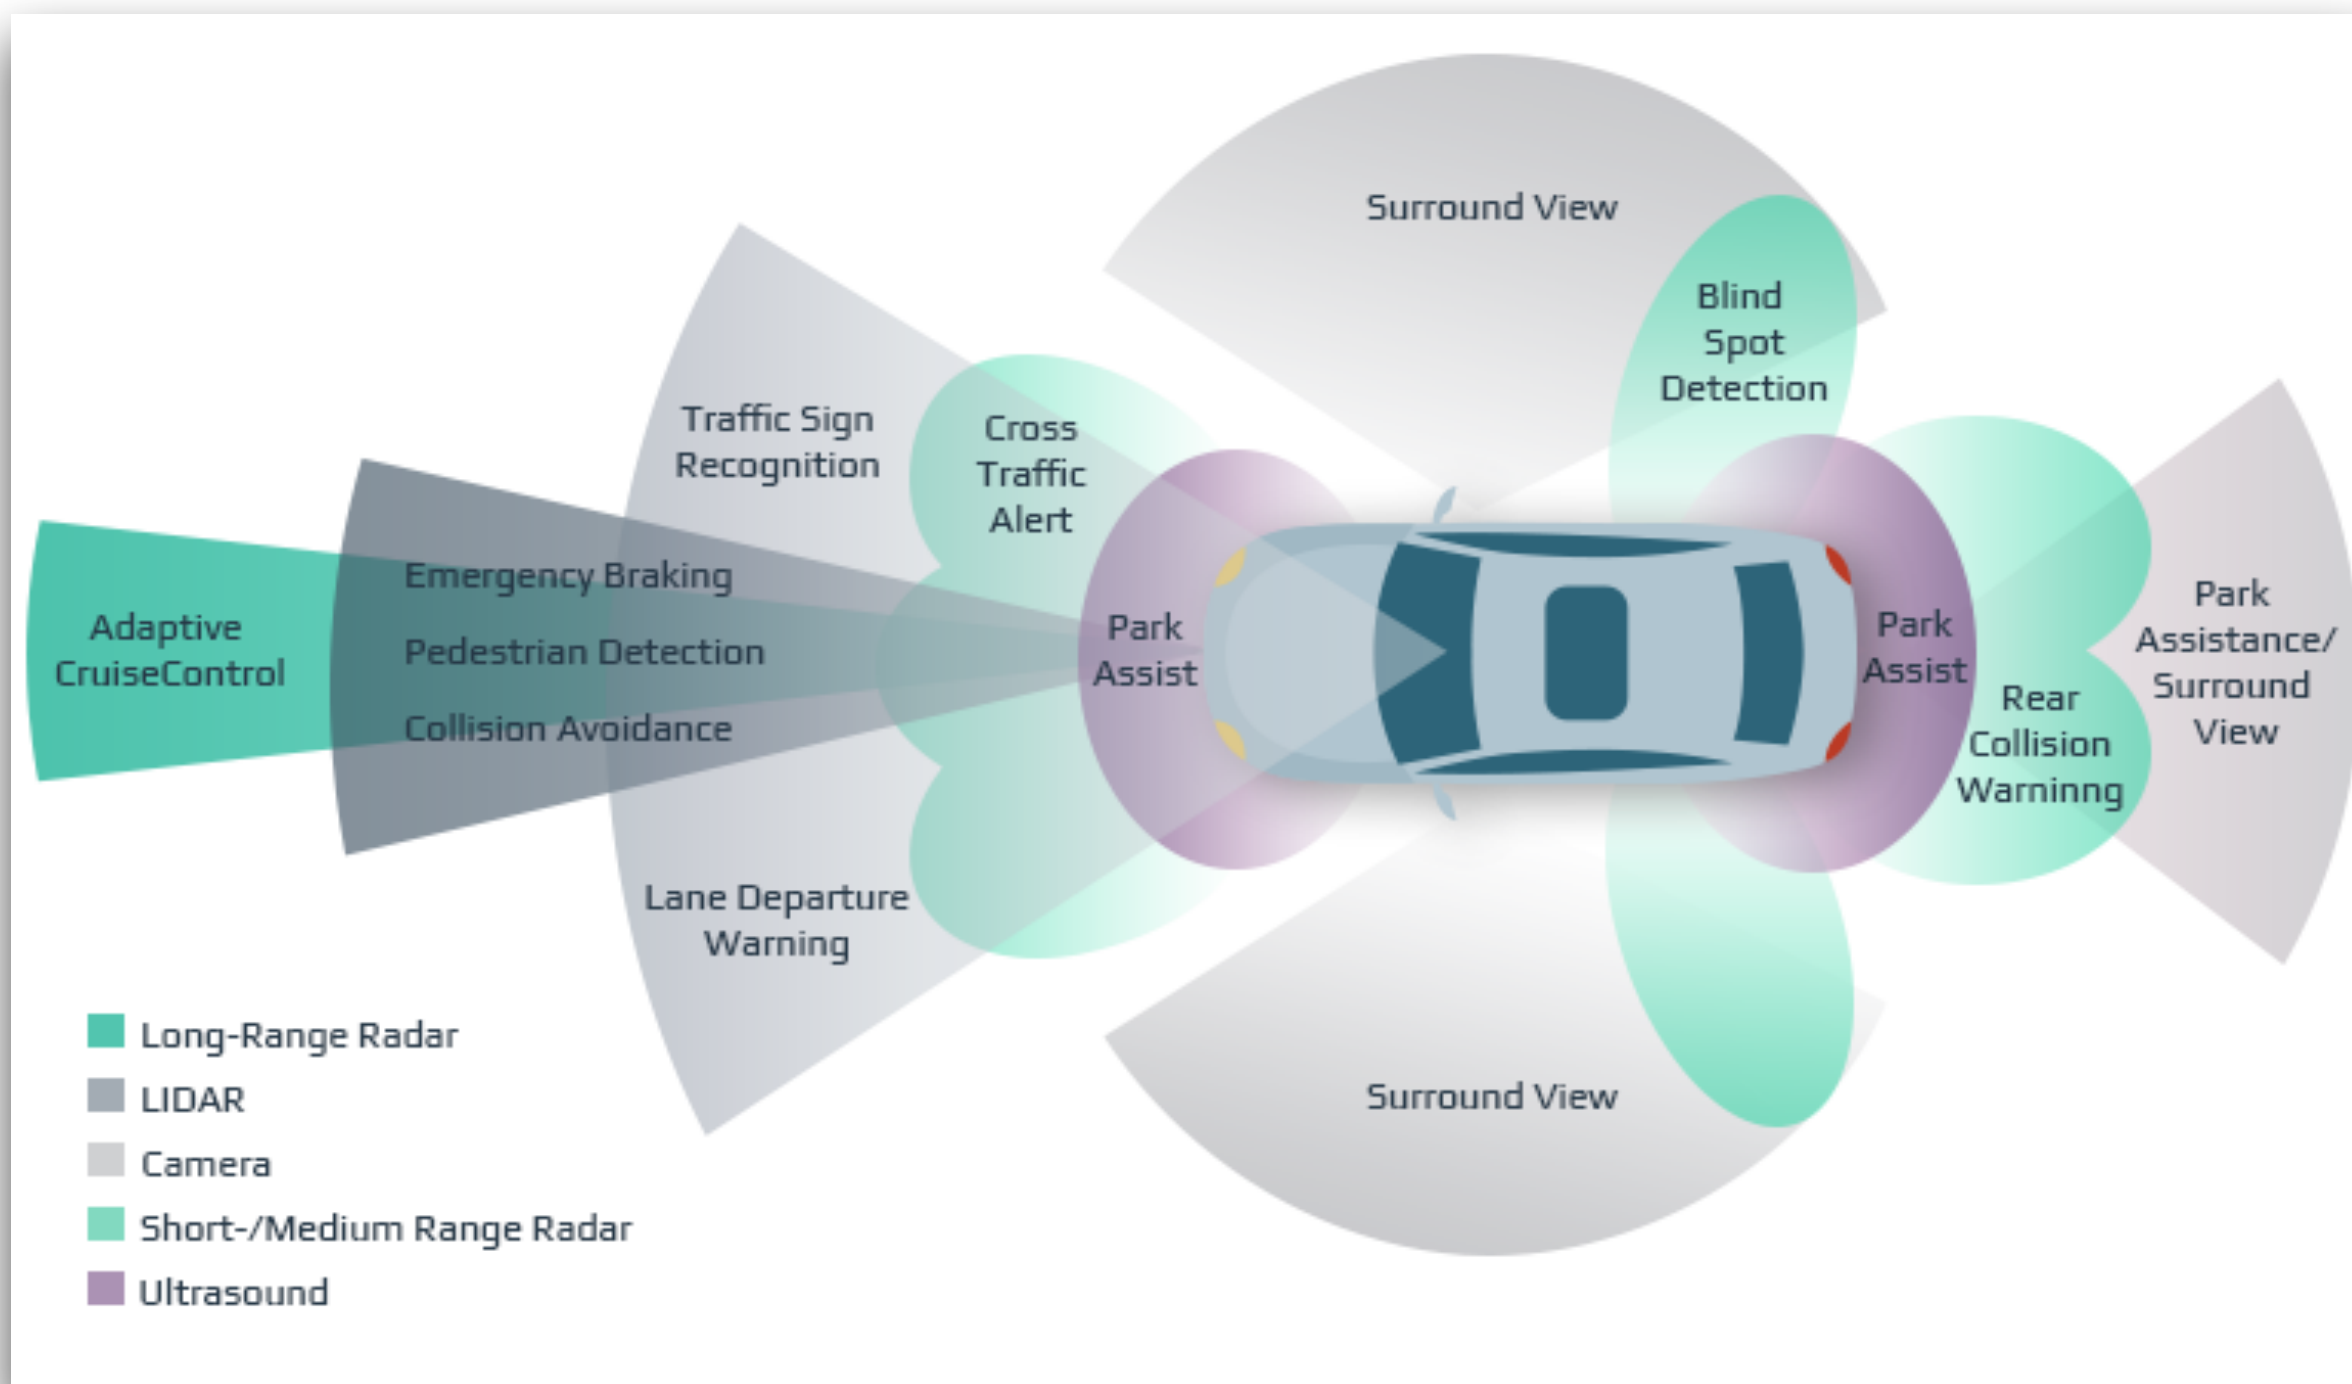 Surround View
Blind
Spot
Detection
Traffic Sign
Recognition
Cross
Traffic
Alert
Emergency Braking
Pedestrian Detection
Collision Avoidance
Adaptive
CruiseControl
Park
Assist
Park
Assist
Rear
Collision
Warninng
Park
Assistance/
Surround
View
Lane Departure
Warning
Surround View
Long-Range Radar
LIDAR
Camera
Short-/Medium Range Radar
Ultrasound